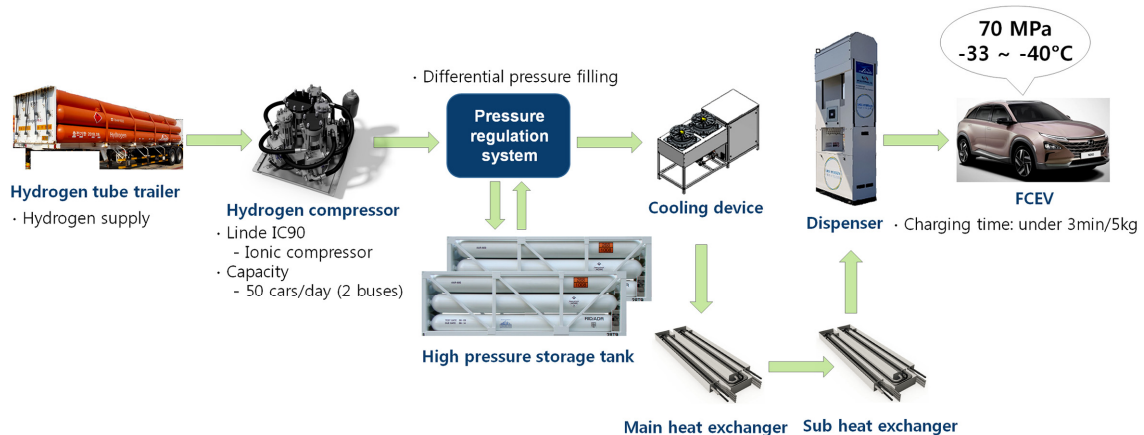 70 MPa
-33 ~ -40℃
· Differential pressure filling
Pressure
regulation
system
Hydrogen tube trailer
· Hydrogen supply
Hydrogen compressor
· Linde IC90
- Ionic compressor
· Capacity
- 50 cars/day (2 buses)
High pressure storage tank
Cooling device
Main heat exchanger
Sub heat exchanger
Dispenser
FCEV
· Charging time: under 3min/5kg